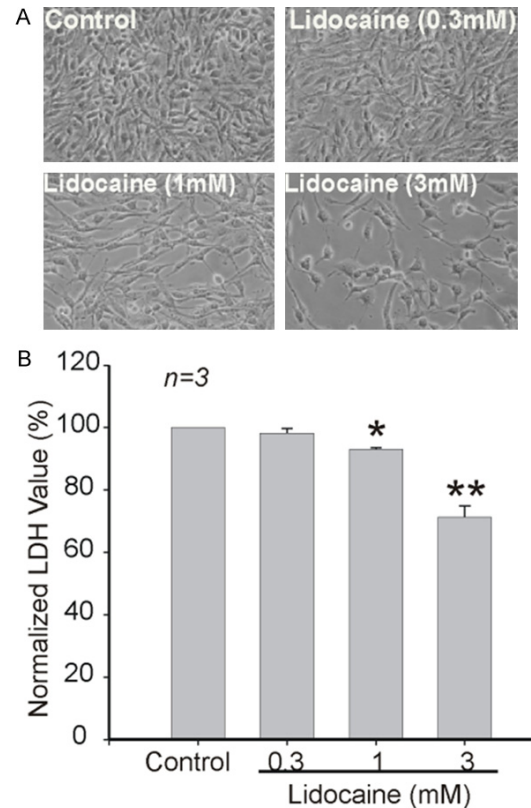 A
Control
Lidocaine (0.3mM)
Lidocaine (1mM)
Lidocaine (3mM)
B
120
n=3
100
*
80
**
60
40
20
0
Normalized LDH Value (%)
Control
0.3
1
3
Lidocaine (mM)